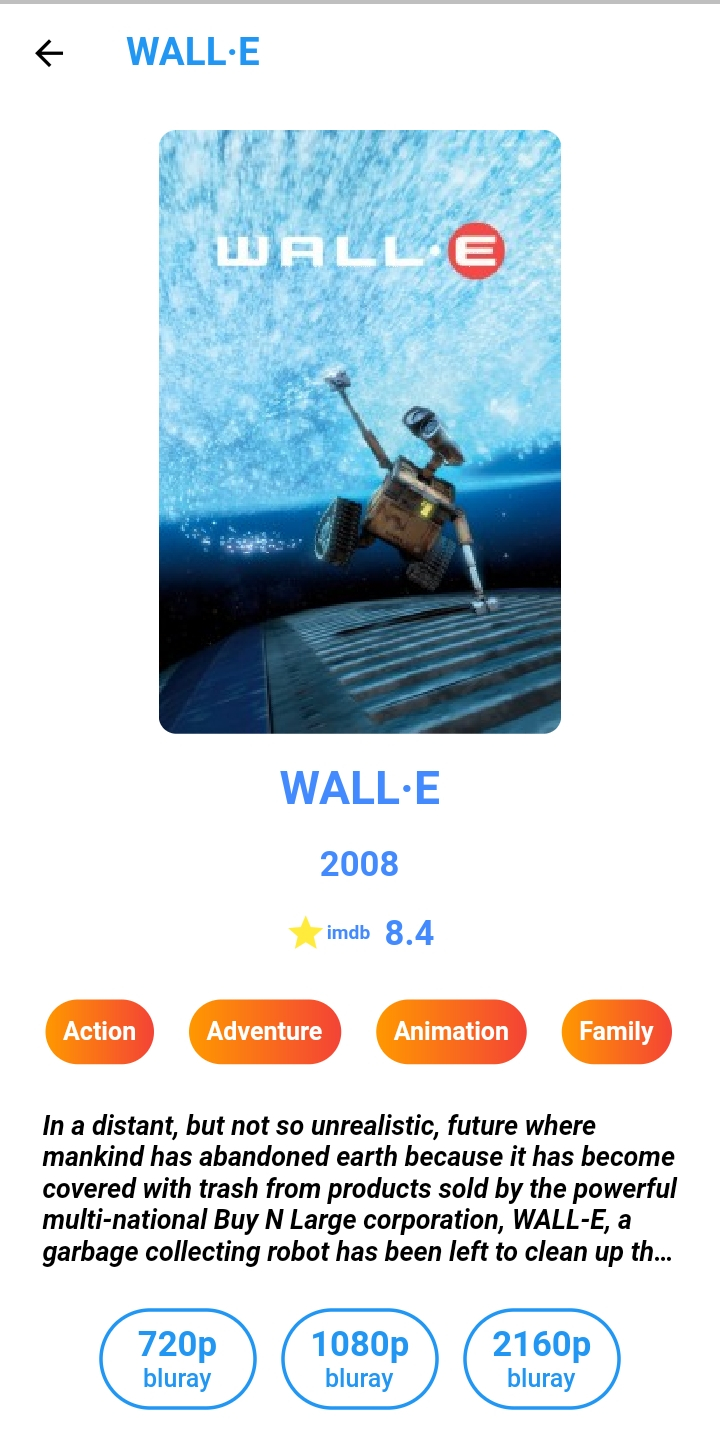 WALL·E
WALL·E
WALL·E
2008
imdb 8.4
Action Adventure Animation Family
In a distant, but not so unrealistic, future where
mankind has abandoned earth because it has become
covered with trash from products sold by the powerful
multi-national Buy N Large corporation, WALL-E, a
garbage collecting robot has been left to clean up th...
720p 1080p 2160p
bluray bluray bluray